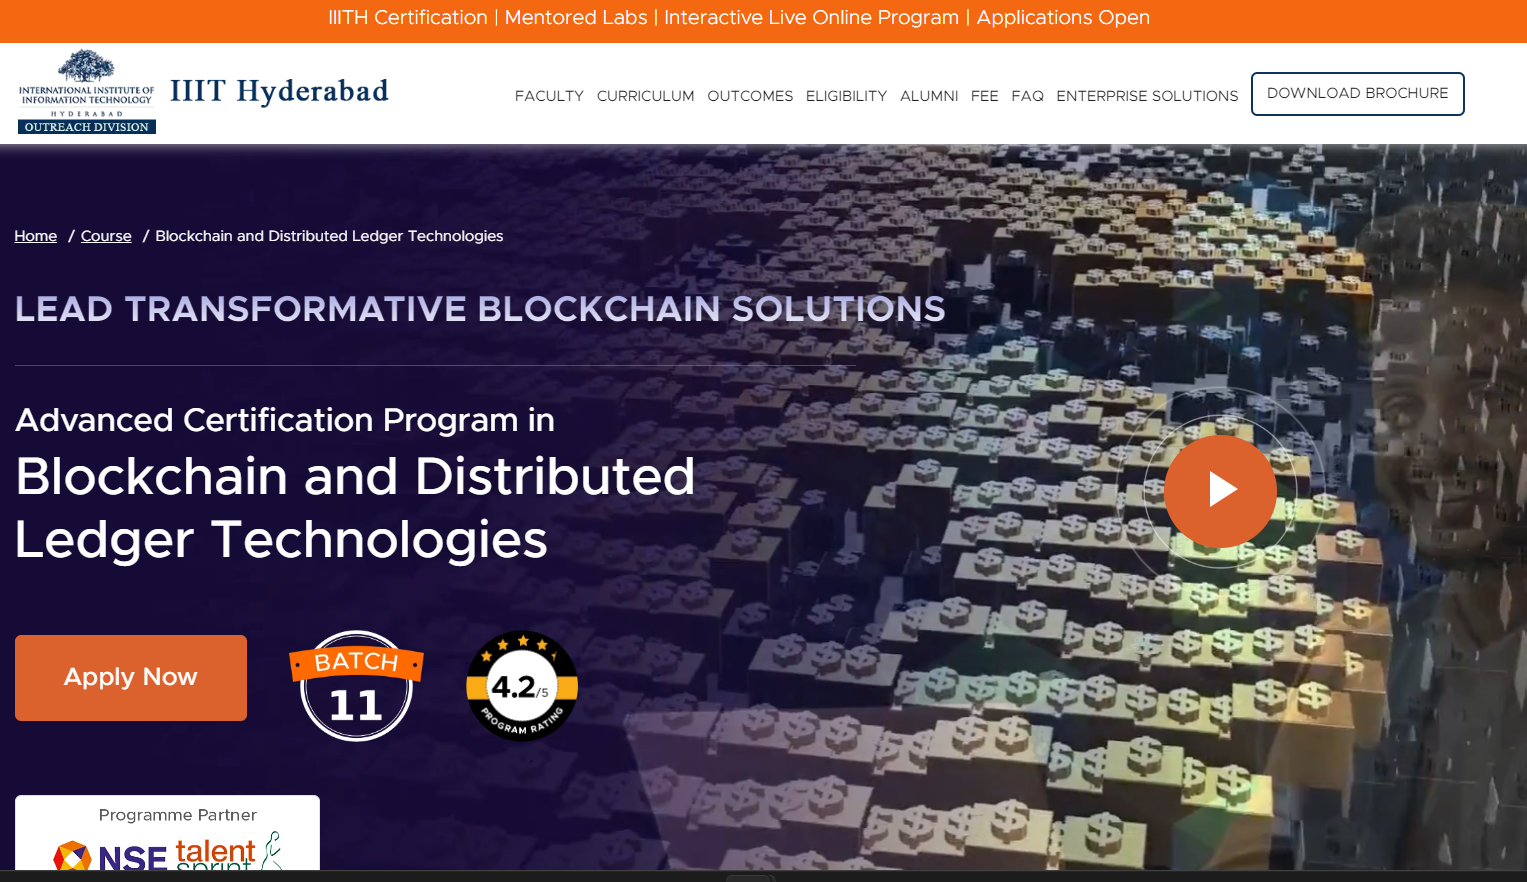 IIITH Certification | Mentored Labs | Interactive Live Online Program | Applications Open
INTERNATIONAL INSTITUTE OF
INFORMATION TECHNOLOGY
HYDERABAD
OUTREACH DIVISION
IIIT Hyderabad
FACULTY CURRICULUM OUTCOMES ELIGIBILITY ALUMNI FEE FAQ ENTERPRISE SOLUTIONS DOWNLOAD BROCHURE
Home / Course / Blockchain and Distributed Ledger Technologies
LEAD TRANSFORMATIVE BLOCKCHAIN SOLUTIONS
Advanced Certification Program in
Blockchain and Distributed
Ledger Technologies
Apply Now
BATCH
11
4.2/5
PROGRAM RATING
Programme Partner
NSE talent
sprint